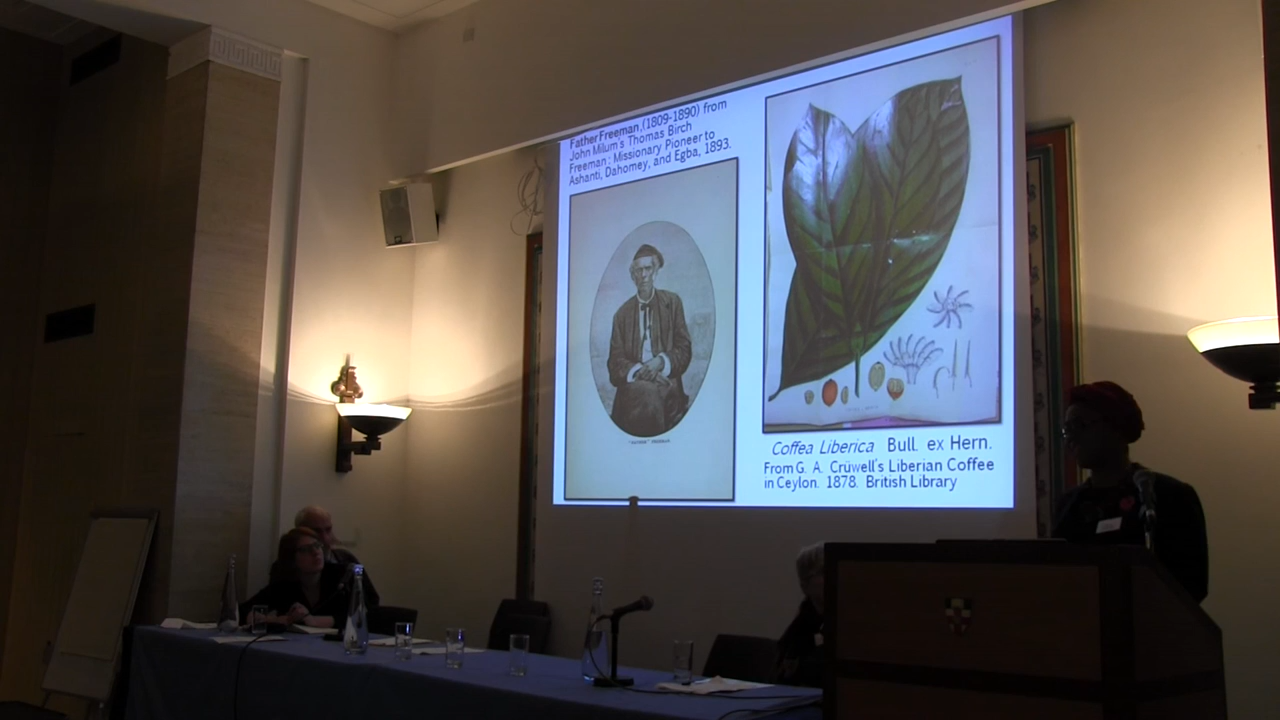 Father Freeman,(1809-1890) from
John Milum's Thomas Birch
Freeman : Missionary Pioneer to
Ashanti, Dahomey, and Egba, 1893.
Coffea Liberica Bull. ex Hern.
From G. A. Crüwell's Liberian Coffee
in Ceylon. 1878. British Library